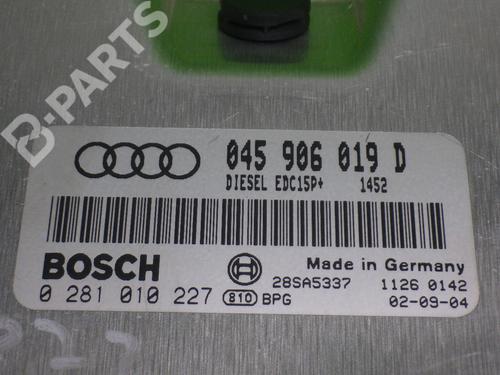 B-PARTS
045 906 019 D
DIESEL EDC15P+ 1452
BOSCH
Made in Germany
28SA5337 1126 0142
0 281 010 227 810 BPG 02-09-04